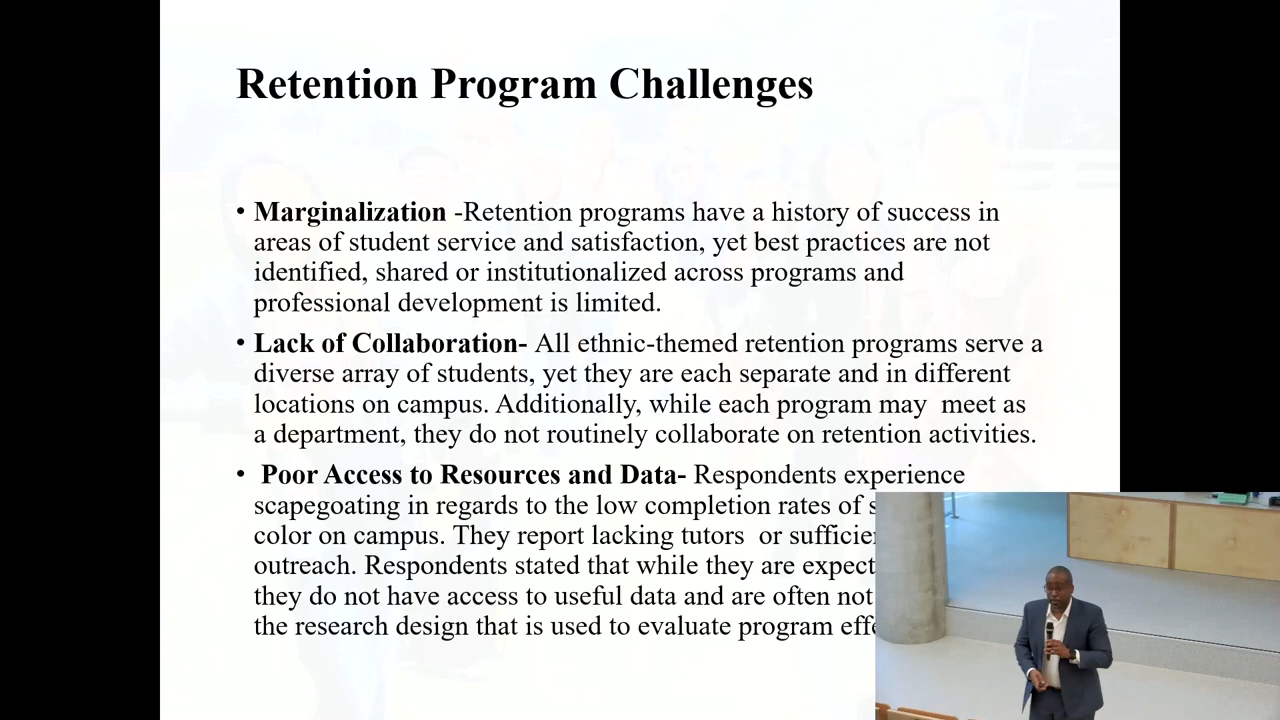 Retention Program Challenges
• Marginalization -Retention programs have a history of success in
areas of student service and satisfaction, yet best practices are not
identified, shared or institutionalized across programs and
professional development is limited.
• Lack of Collaboration- All ethnic-themed retention programs serve a
diverse array of students, yet they are each separate and in different
locations on campus. Additionally, while each program may  meet as
a department, they do not routinely collaborate on retention activities.
• Poor Access to Resources and Data- Respondents experience
scapegoating in regards to the low completion rates of
color on campus. They report lacking tutors  or
outreach. Respondents stated that while they are
they do not have access to useful data and are often not
the research design that is used to evaluate program